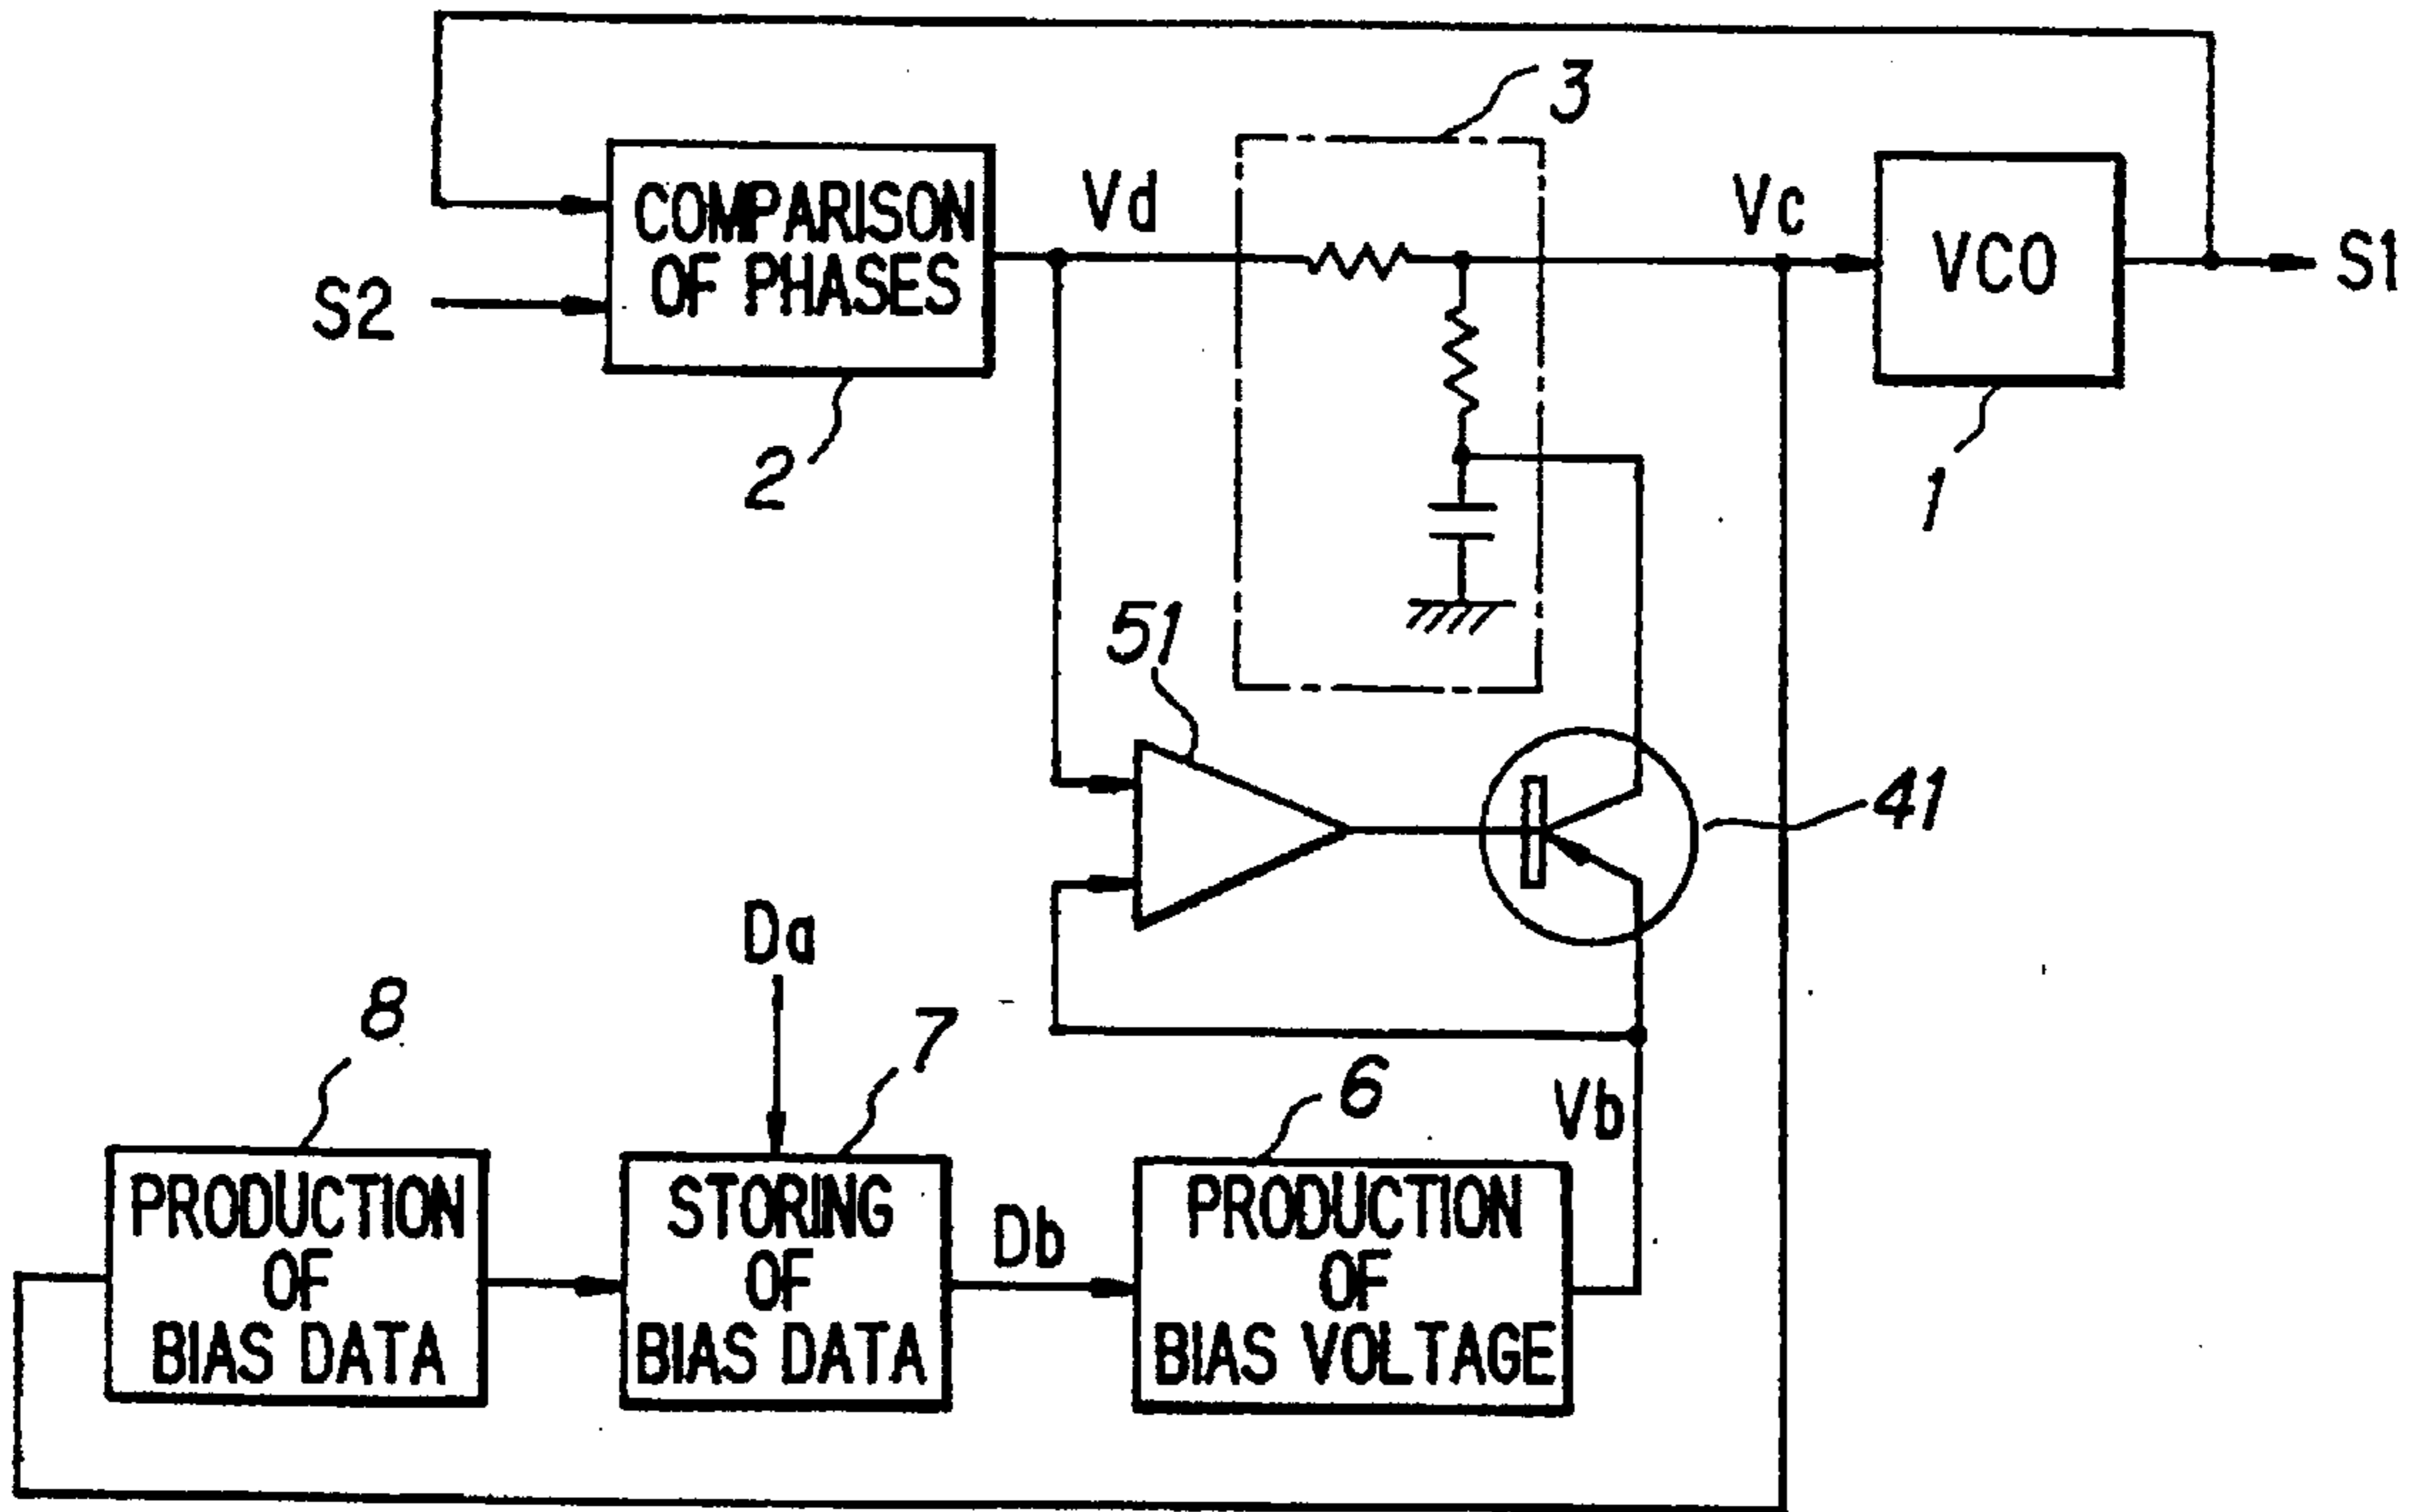 3
COMPARISON
OF PHASES
Vd
Vc
VCO
S1
S2
2
1
51
41
Da
8
7
6
Vb
PRODUCTION
OF
BIAS DATA
STORING
OF
BIAS DATA
Db
PRODUCTION
OF
BIAS VOLTAGE